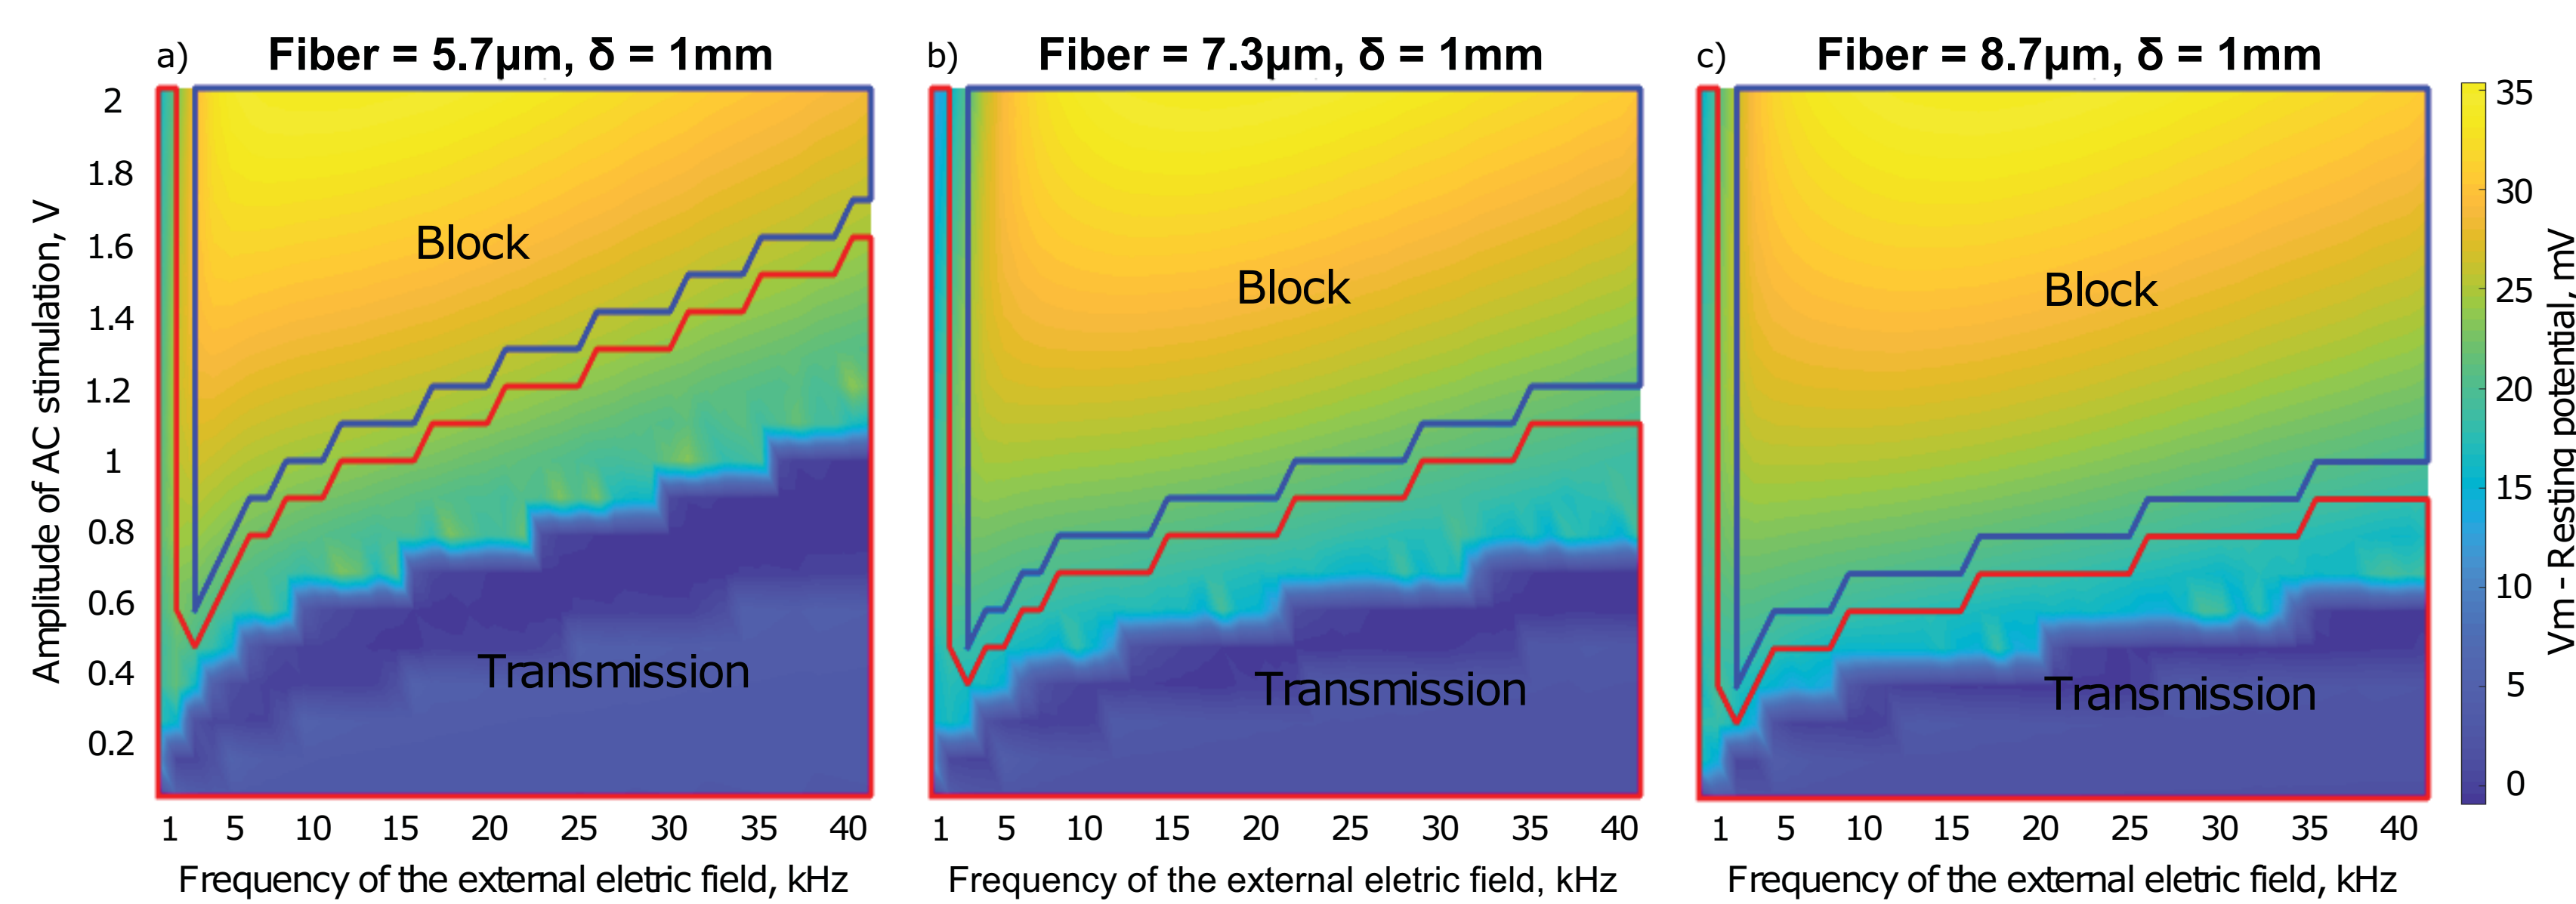 a) Fiber = 5.7µm, δ = 1mm
b) Fiber = 7.3µm, δ = 1mm
c) Fiber = 8.7µm, δ = 1mm
Amplitude of AC stimulation, V
2
1.8
1.6
1.4
1.2
1
0.8
0.6
0.4
0.2
Block
Transmission
Block
Transmission
Block
Transmission
1 5 10 15 20 25 30 35 40
1 5 10 15 20 25 30 35 40
1 5 10 15 20 25 30 35 40
Frequency of the external eletric field, kHz
Frequency of the external eletric field, kHz
Frequency of the external eletric field, kHz
35
30
25
20
15
10
5
0
Vm - Resting potential, mV